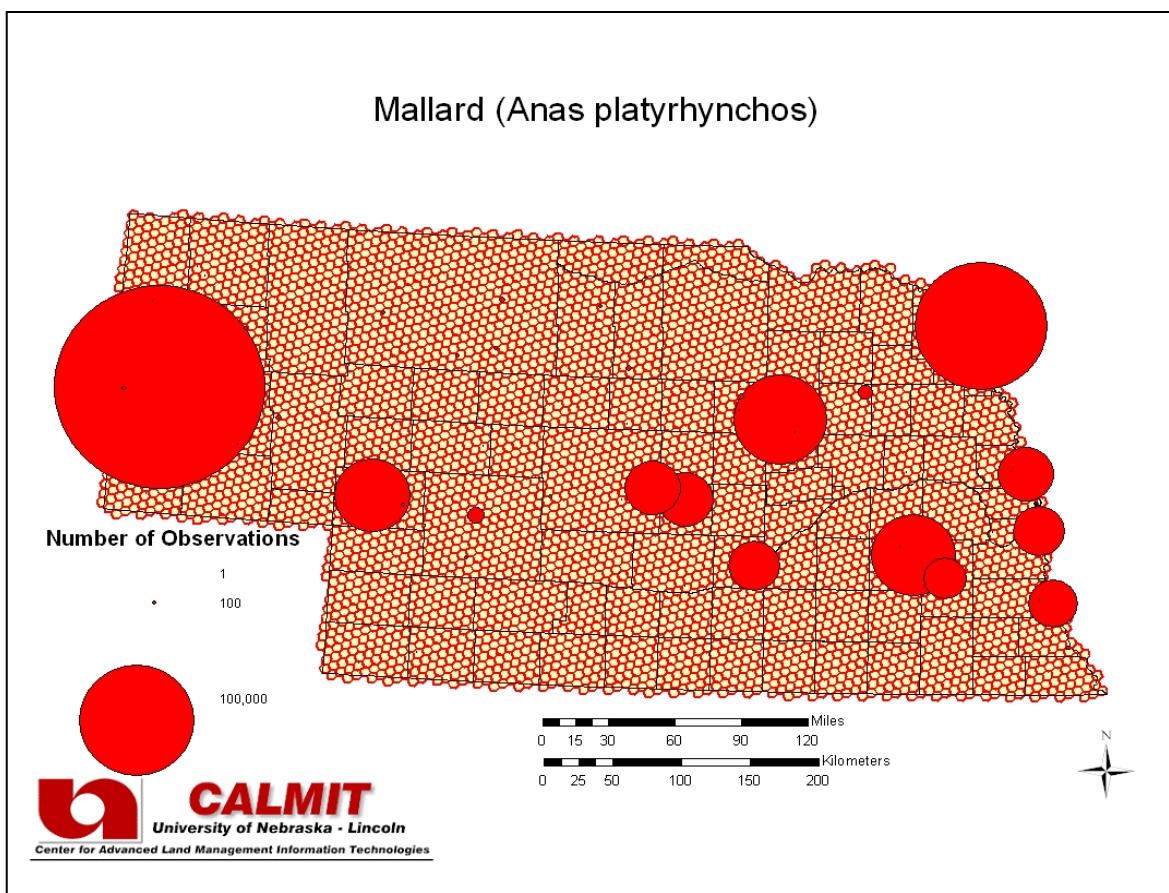 Mallard (Anas platyrhynchos)
Number of Observations
1
100
100,000
Miles
0 15 30 60 90 120
Kilometers
0 25 50 100 150 200
N
CALMIT
University of Nebraska - Lincoln
Center for Advanced Land Management Information Technologies